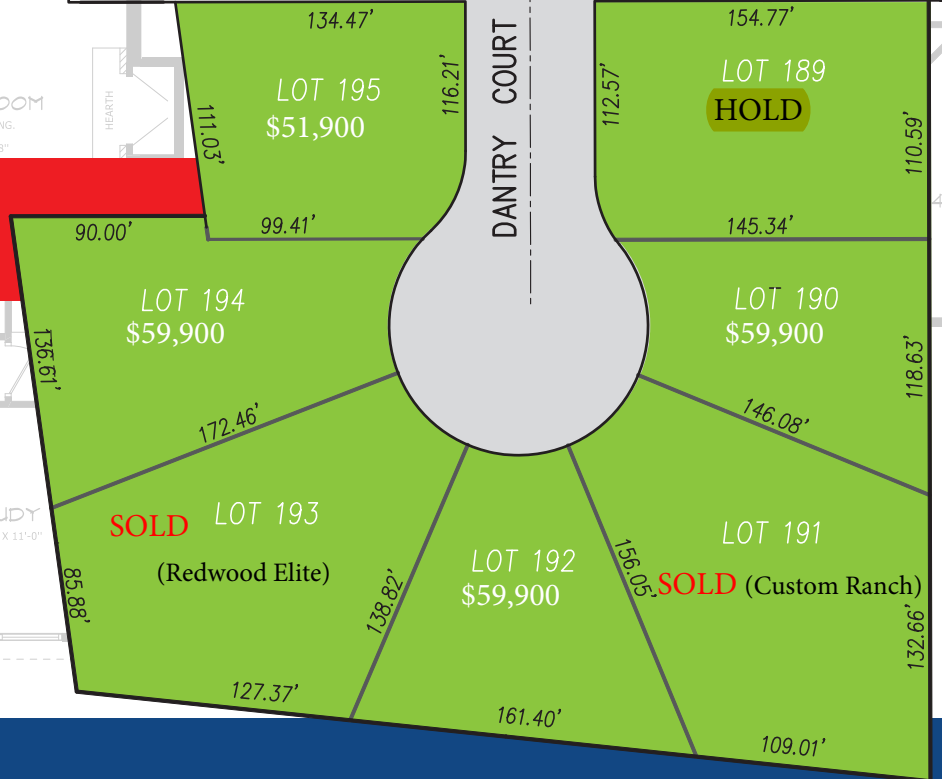 134.47'
154.77'
DANTRY COURT
116.21'
112.57'
LOT 195
$51,900
LOT 189
HOLD
HEARTH
111.03'
110.59'
90.00'
99.41'
145.34'
LOT 194
$59,900
LOT 190
$59,900
136.61'
118.63'
172.46'
146.08'
SOLD LOT 193
(Redwood Elite)
LOT 192
$59,900
LOT 191
SOLD (Custom Ranch)
X 11'-0"
85.88'
138.82'
156.05'
132.66'
127.37'
161.40'
109.01'